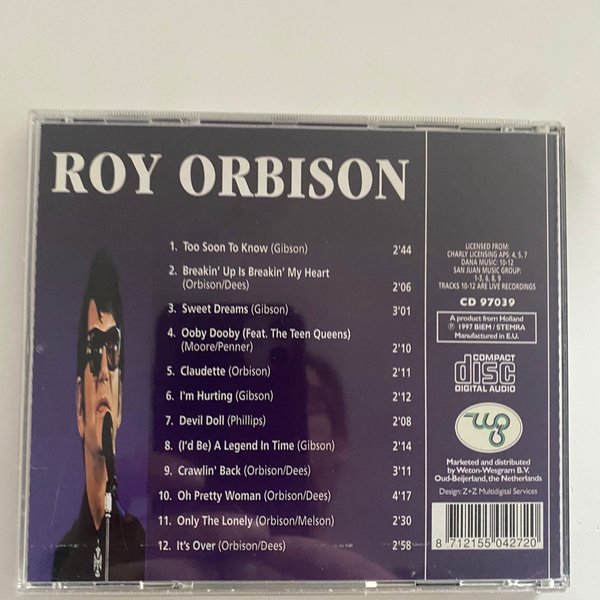 ROY ORBISON
1. Too Soon To Know (Gibson) 2'44
2. Breakin' Up Is Breakin' My Heart
(Orbison/Dees) 2'06
3. Sweet Dreams (Gibson) 3'01
4. Ooby Dooby (Feat. The Teen Queens)
(Moore/Penner) 2'10
5. Claudette (Orbison) 2'11
6. I'm Hurting (Gibson) 2'12
7. Devil Doll (Phillips) 2'08
8. (I'd Be) A Legend In Time (Gibson) 2'14
9. Crawlin' Back (Orbison/Dees) 3'11
10. Oh Pretty Woman (Orbison/Dees) 4'17
11. Only The Lonely (Orbison/Melson) 2'30
12. It's Over (Orbison/Dees) 2'58
LICENSED FROM:
CHARLY LICENSING APS: 4, 5, 7
DANA MUSIC: 10-12
SAN JUAN MUSIC GROUP:
1-3, 6, 8, 9
TRACKS 10-12 ARE LIVE RECORDINGS
CD 97039
A product from Holland
℗ 1997 BIEM / STEMRA
Manufactured in E.U.
COMPACT
disc
DIGITAL AUDIO
wg
Marketed and distributed
by Weton-Wesgram B.V.
Oud-Beijerland, the Netherlands
Design: Z+Z Multidigital Services
8 712155 042720